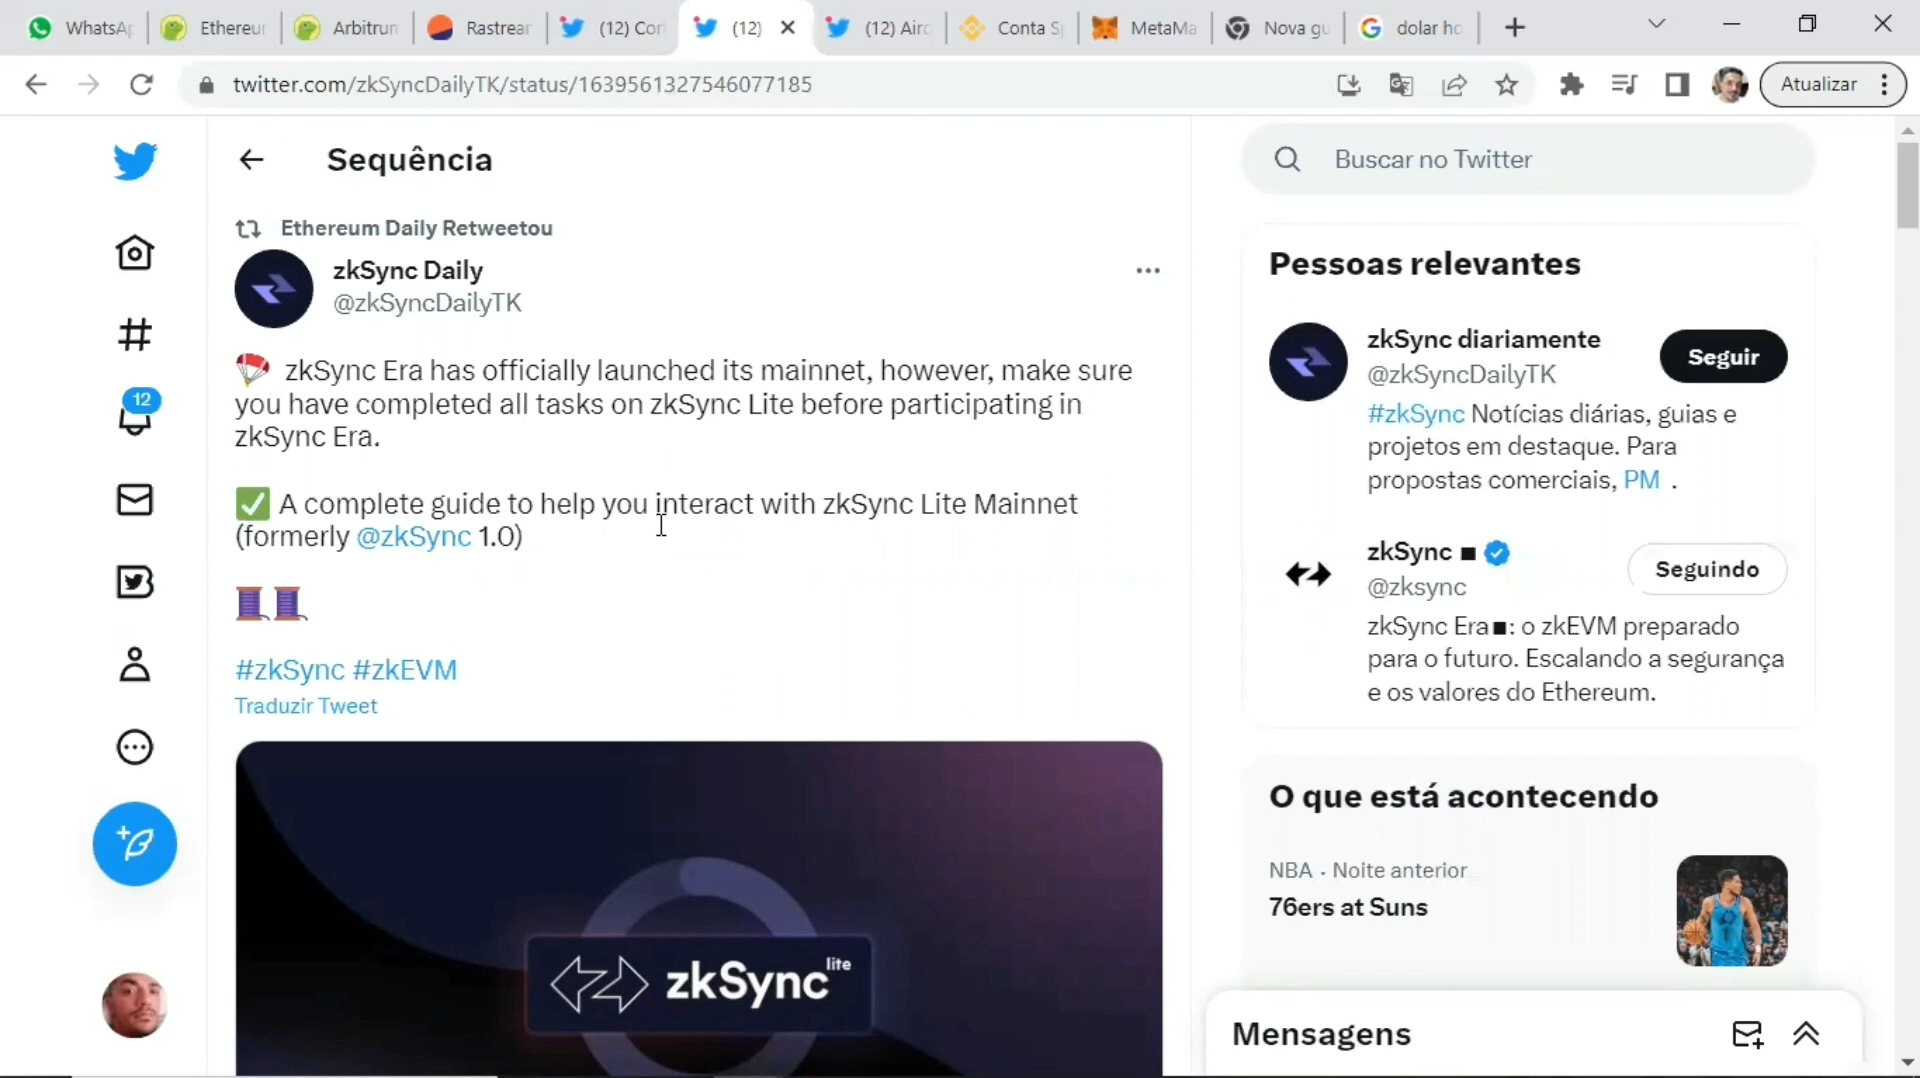 WhatsA
Ethereur
Arbitrun
Rastrear
(12) Cor
(12)
(12) Airc
Conta S
MetaMa
Nova gu
dolar ho
twitter.com/zkSyncDailyTK/status/1639561327546077185
Atualizar
Sequência
Buscar no Twitter
Ethereum Daily Retweetou
zkSync Daily
@zkSyncDailyTK
zkSync Era has officially launched its mainnet, however, make sure
you have completed all tasks on zkSync Lite before participating in
zkSync Era.
A complete guide to help you interact with zkSync Lite Mainnet
(formerly @zkSync 1.0)
#zkSync #zkEVM
Traduzir Tweet
zkSync lite
12
Pessoas relevantes
zkSync diariamente
@zkSyncDailyTK
Seguir
#zkSync Notícias diárias, guias e
projetos em destaque. Para
propostas comerciais, PM .
zkSync ∎
@zksync
Seguindo
zkSync Era∎: o zkEVM preparado
para o futuro. Escalando a segurança
e os valores do Ethereum.
O que está acontecendo
NBA · Noite anterior
76ers at Suns
Mensagens